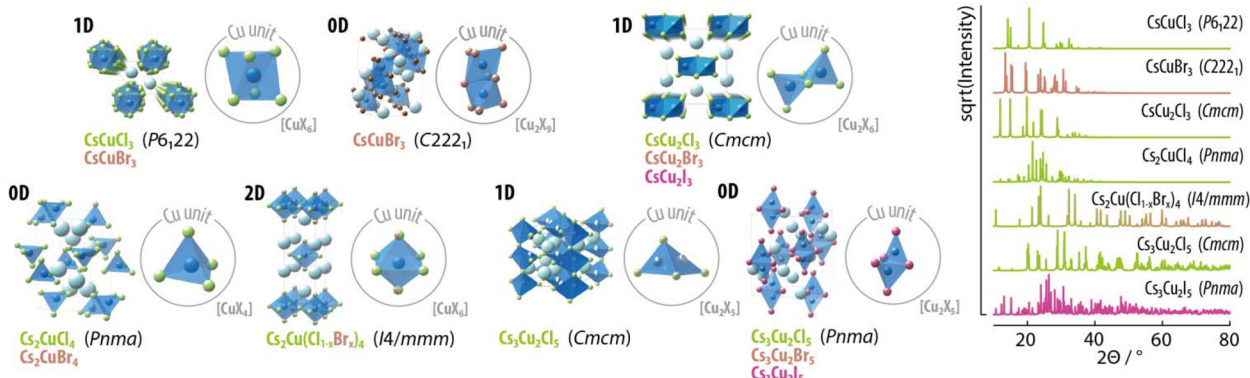 1D
Cu unit
[CuX₆]
CsCuCl₃ (P6₁22)
CsCuBr₃
0D
Cu unit
[Cu₂X₉]
CsCuBr₃ (C222₁)
1D
Cu unit
[Cu₂X₆]
CsCu₂Cl₃ (Cmcm)
CsCu₂Br₃
CsCu₂I₃
0D
Cu unit
[CuX₄]
Cs₂CuCl₄ (Pnma)
Cs₂CuBr₄
2D
Cu unit
[CuX₆]
Cs₂Cu(Cl₁₋ₓBrₓ)₄ (I4/mmm)
1D
Cu unit
[Cu₂X₅]
Cs₃Cu₂Cl₅ (Cmcm)
0D
Cu unit
[Cu₂X₅]
Cs₃Cu₂Cl₅ (Pnma)
Cs₃Cu₂Br₅
Cs₃Cu₂I₅
sqrt(Intensity)
CsCuCl₃ (P6₁22)
CsCuBr₃ (C222₁)
CsCu₂Cl₃ (Cmcm)
Cs₂CuCl₄ (Pnma)
Cs₂Cu(Cl₁₋ₓBrₓ)₄ (I4/mmm)
Cs₃Cu₂Cl₅ (Cmcm)
Cs₃Cu₂I₅ (Pnma)
20 40 60 80
2Θ / °